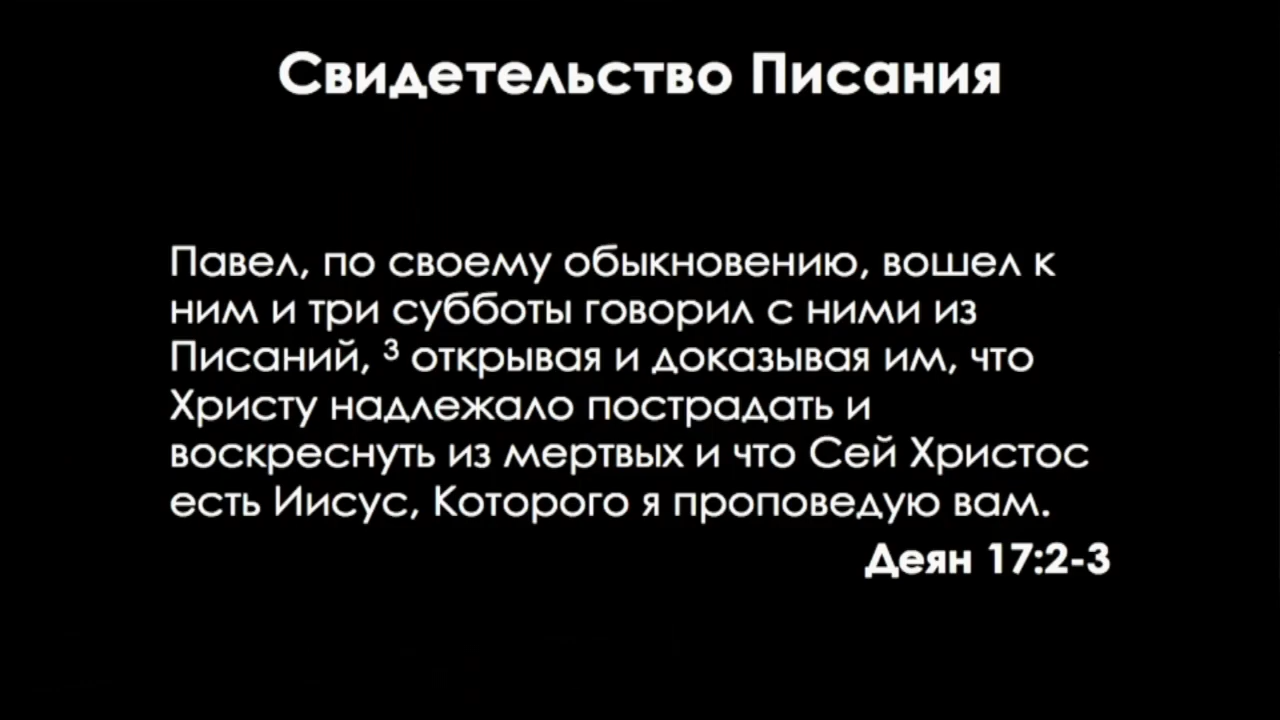 Свидетельство Писания
Павел, по своему обыкновению, вошел к
ним и три субботы говорил с ними из
Писаний, ³ открывая и доказывая им, что
Христу надлежало пострадать и
воскреснуть из мертвых и что Сей Христос
есть Иисус, Которого я проповедую вам.
Деян 17:2-3